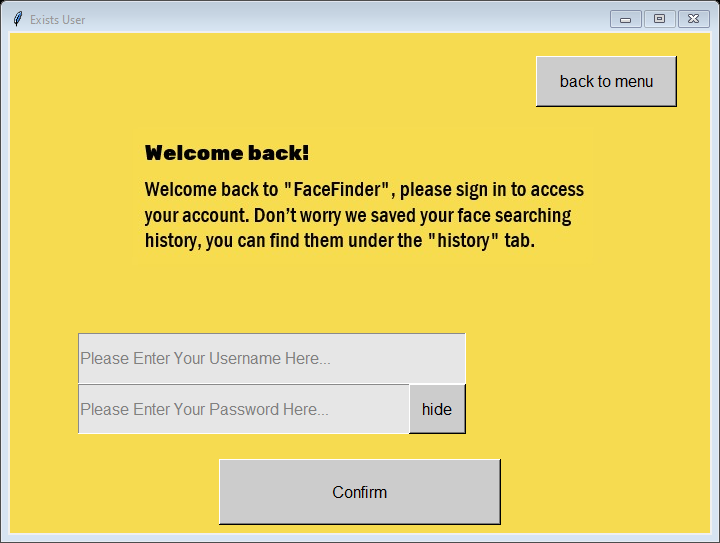 Exists User
back to menu
Welcome back!
Welcome back to "FaceFinder", please sign in to access
your account. Don’t worry we saved your face searching
history, you can find them under the "history" tab.
Please Enter Your Username Here...
Please Enter Your Password Here...
hide
Confirm